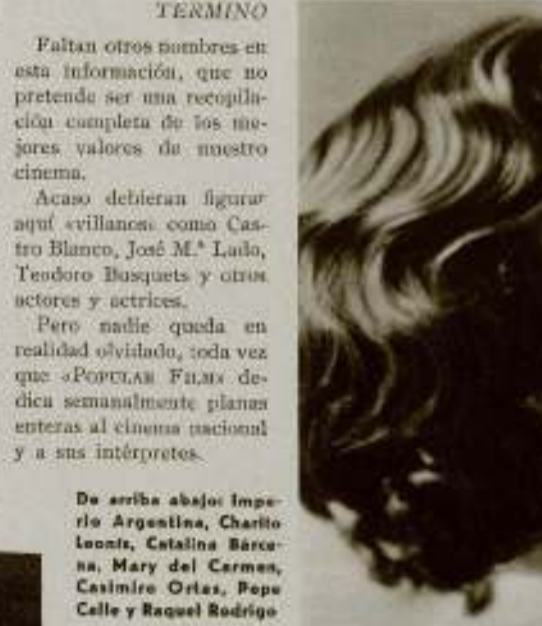 TERMINO
Faltan otros nombres en
esta información, que no
pretende ser una recopila-
ción completa de los me-
jores valores de nuestro
cinema.
Acaso debieran figurar
aquí «villanos» como Cas-
tro Blanco, José M.ª Lado,
Teodoro Busquets y otros
actores y actrices.
Pero nadie queda en
realidad olvidado, toda vez
que «POPULAR FILM» de-
dica semanalmente planas
enteras al cinema nacional
y a sus intérpretes.
De arriba abajo: Impe-
rio Argentina, Charito
Leonís, Catalina Bárce-
na, Mary del Carmen,
Casimiro Ortas, Pepe
Calle y Raquel Rodrigo